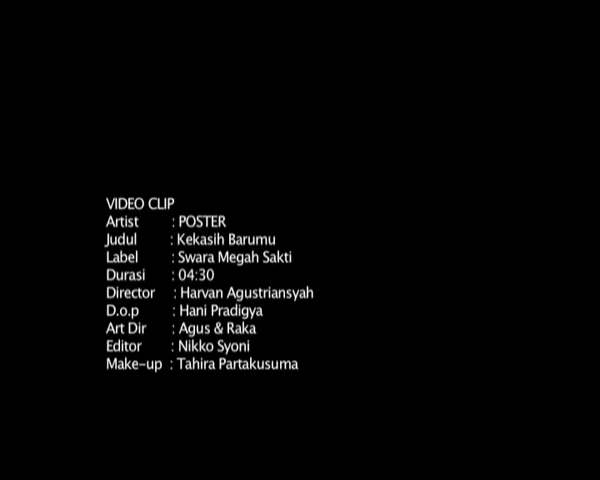 VIDEO CLIP
Artist : POSTER
Judul : Kekasih Barumu
Label : Swara Megah Sakti
Durasi : 04:30
Director : Harvan Agustriansyah
D.o.p : Hani Pradigya
Art Dir : Agus & Raka
Editor : Nikko Syoni
Make-up : Tahira Partakusuma